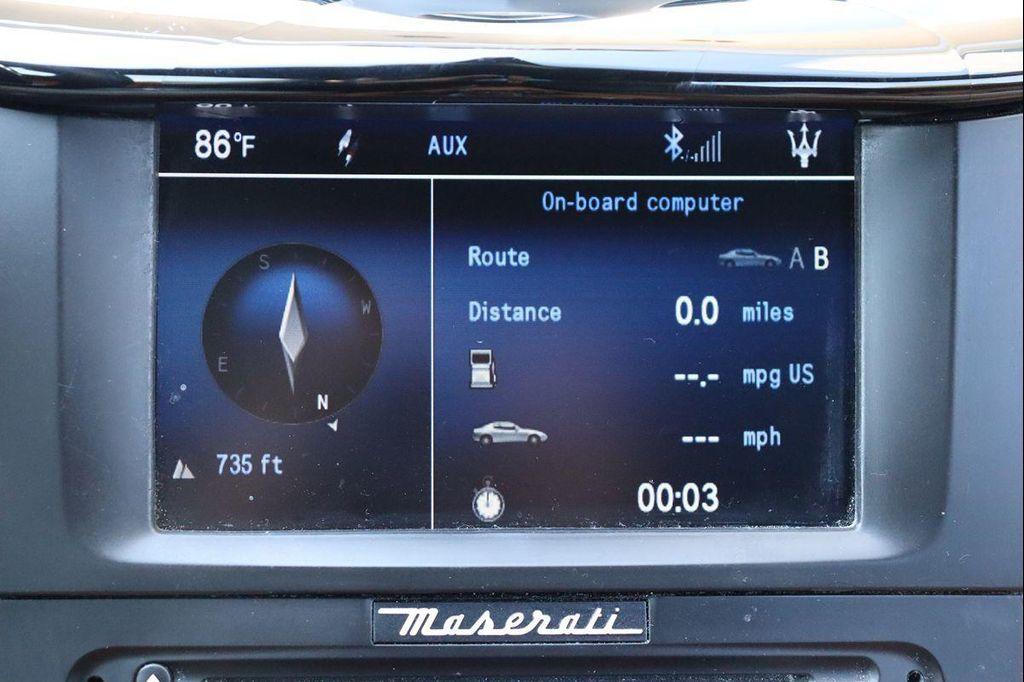 86°F AUX
On-board computer
Route A B
Distance 0.0 miles
--.- mpg US
--- mph
00:03
S
W
E
N
735 ft
Maserati